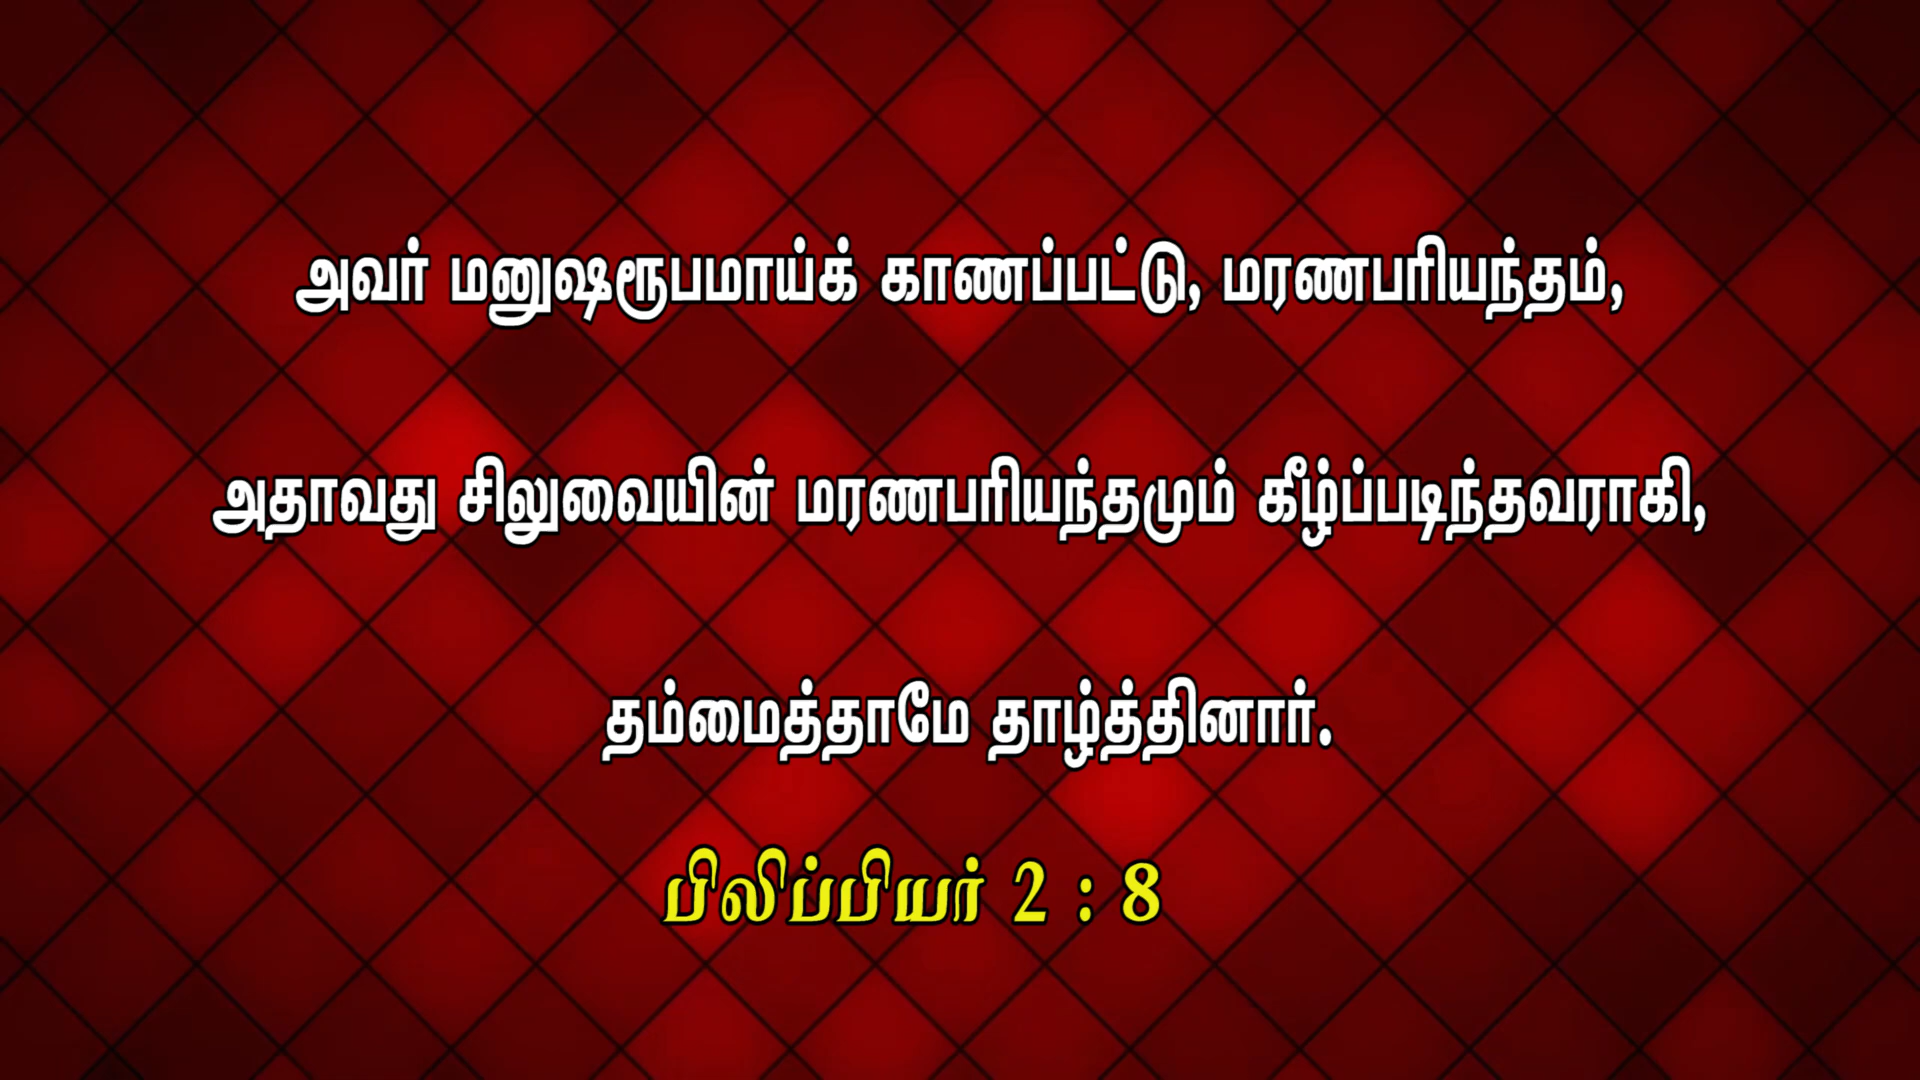 அவர் மனுஷரூபமாய்க் காணப்பட்டு, மரணபரியந்தம்,
அதாவது சிலுவையின் மரணபரியந்தமும் கீழ்ப்படிந்தவராகி,
தம்மைத்தாமே தாழ்த்தினார்.
பிலிப்பியர் 2 : 8